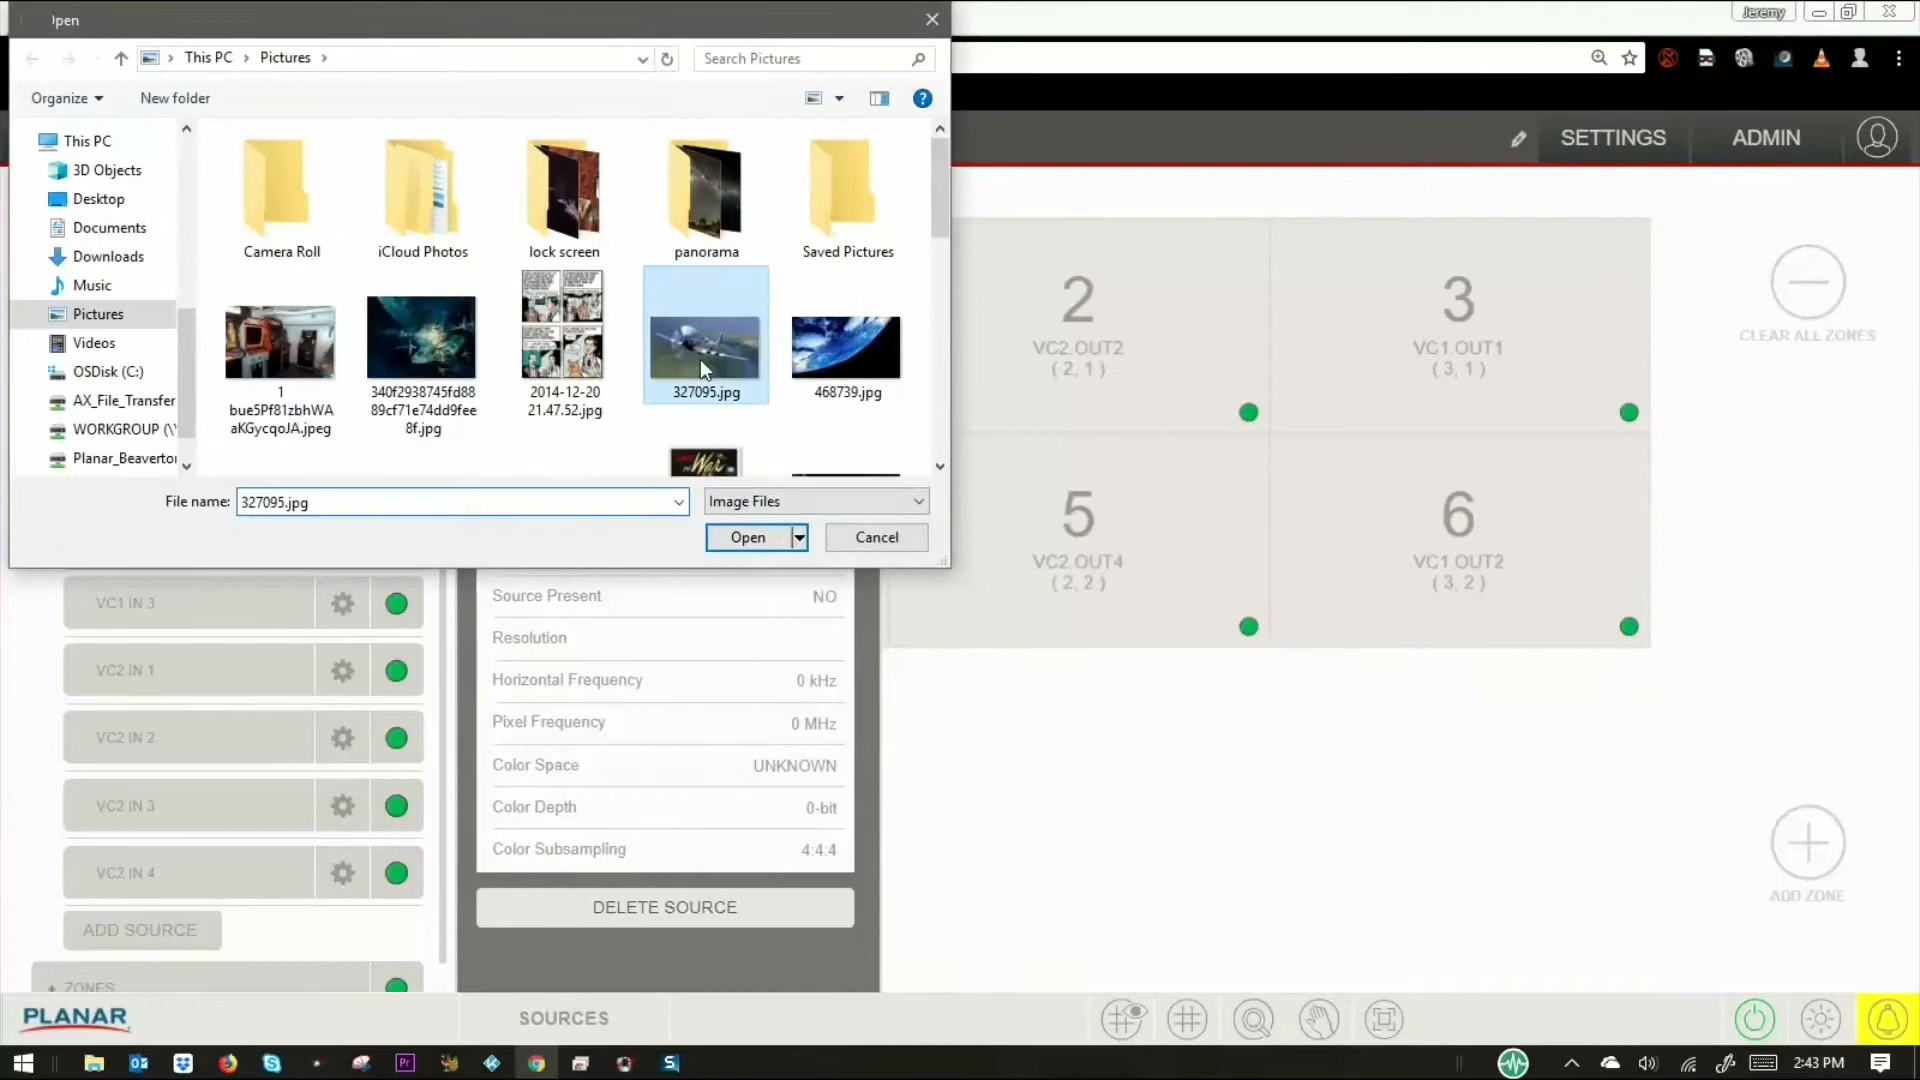 Open
Jeremy
This PC
Pictures
Search Pictures
Organize
New folder
SETTINGS
ADMIN
This PC
3D Objects
Desktop
Documents
Downloads
Music
Pictures
Videos
OSDisk (C:)
AX_File_Transfer
WORKGROUP (\\
Planar_Beaverto
Camera Roll
iCloud Photos
lock screen
panorama
Saved Pictures
1
bue5Pf81zbhWA
aKGycqoJA.jpeg
340f2938745fd88
89cf71e74dd9fee
8f.jpg
2014-12-20
21.47.52.jpg
327095.jpg
468739.jpg
War
File name:
327095.jpg
Image Files
Open
Cancel
2
VC2.OUT2
( 2, 1 )
3
VC1.OUT1
( 3, 1 )
5
VC2.OUT4
( 2, 2 )
6
VC1.OUT2
( 3, 2 )
CLEAR ALL ZONES
ADD ZONE
VC1 IN 3
VC2 IN 1
VC2 IN 2
VC2 IN 3
VC2 IN 4
ADD SOURCE
+ ZONES
Source Present NO
Resolution
Horizontal Frequency 0 kHz
Pixel Frequency 0 MHz
Color Space UNKNOWN
Color Depth 0-bit
Color Subsampling 4:4:4
DELETE SOURCE
PLANAR
SOURCES
2:43 PM